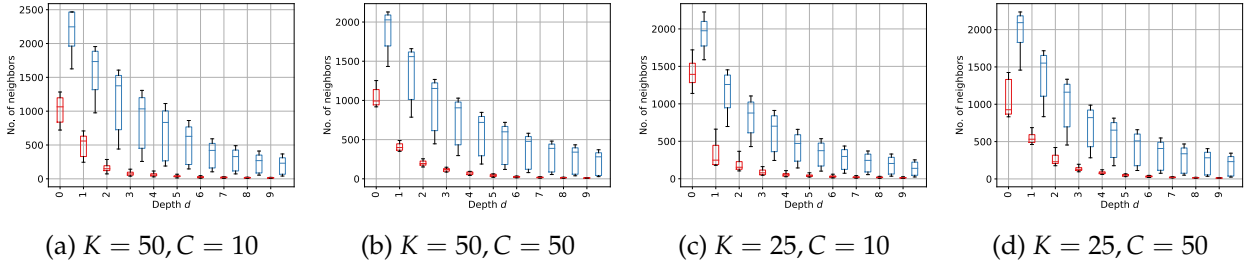 No. of neighbors
2500
2000
1500
1000
500
0
0 1 2 3 4 5 6 7 8 9
Depth d
(a) K = 50, C = 10
No. of neighbors
2000
1500
1000
500
0
0 1 2 3 4 5 6 7 8 9
Depth d
(b) K = 50, C = 50
No. of neighbors
2000
1500
1000
500
0
0 1 2 3 4 5 6 7 8 9
Depth d
(c) K = 25, C = 10
No. of neighbors
2000
1500
1000
500
0
0 1 2 3 4 5 6 7 8 9
Depth d
(d) K = 25, C = 50